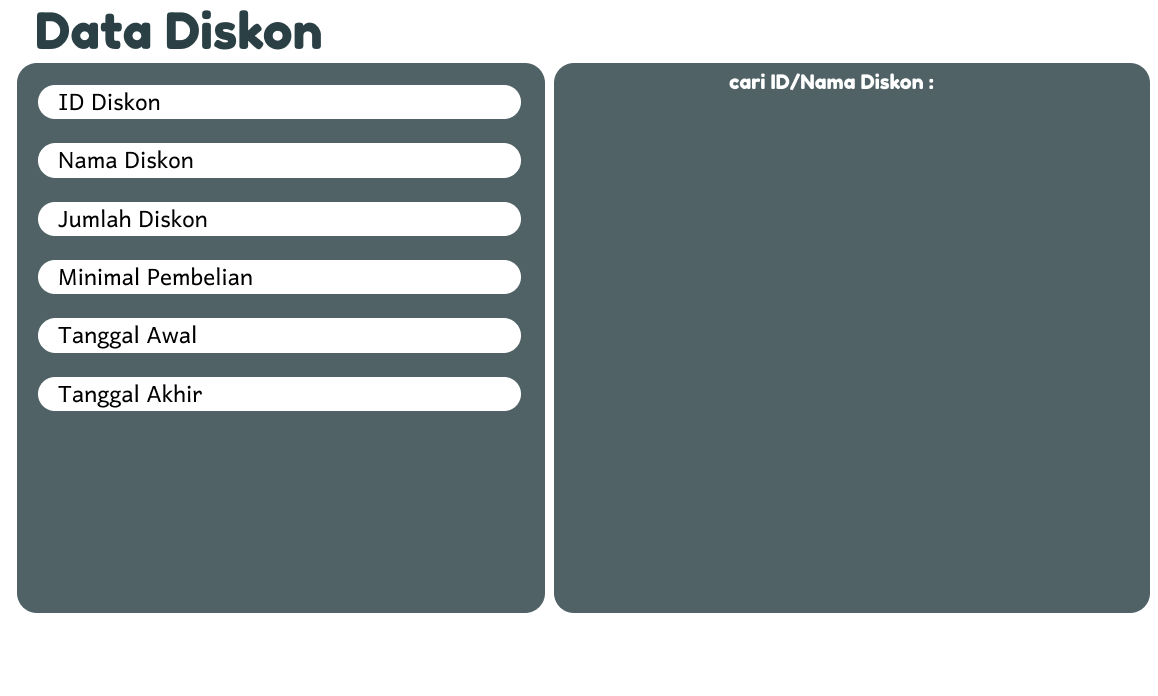 Data Diskon
ID Diskon
Nama Diskon
Jumlah Diskon
Minimal Pembelian
Tanggal Awal
Tanggal Akhir
cari ID/Nama Diskon :